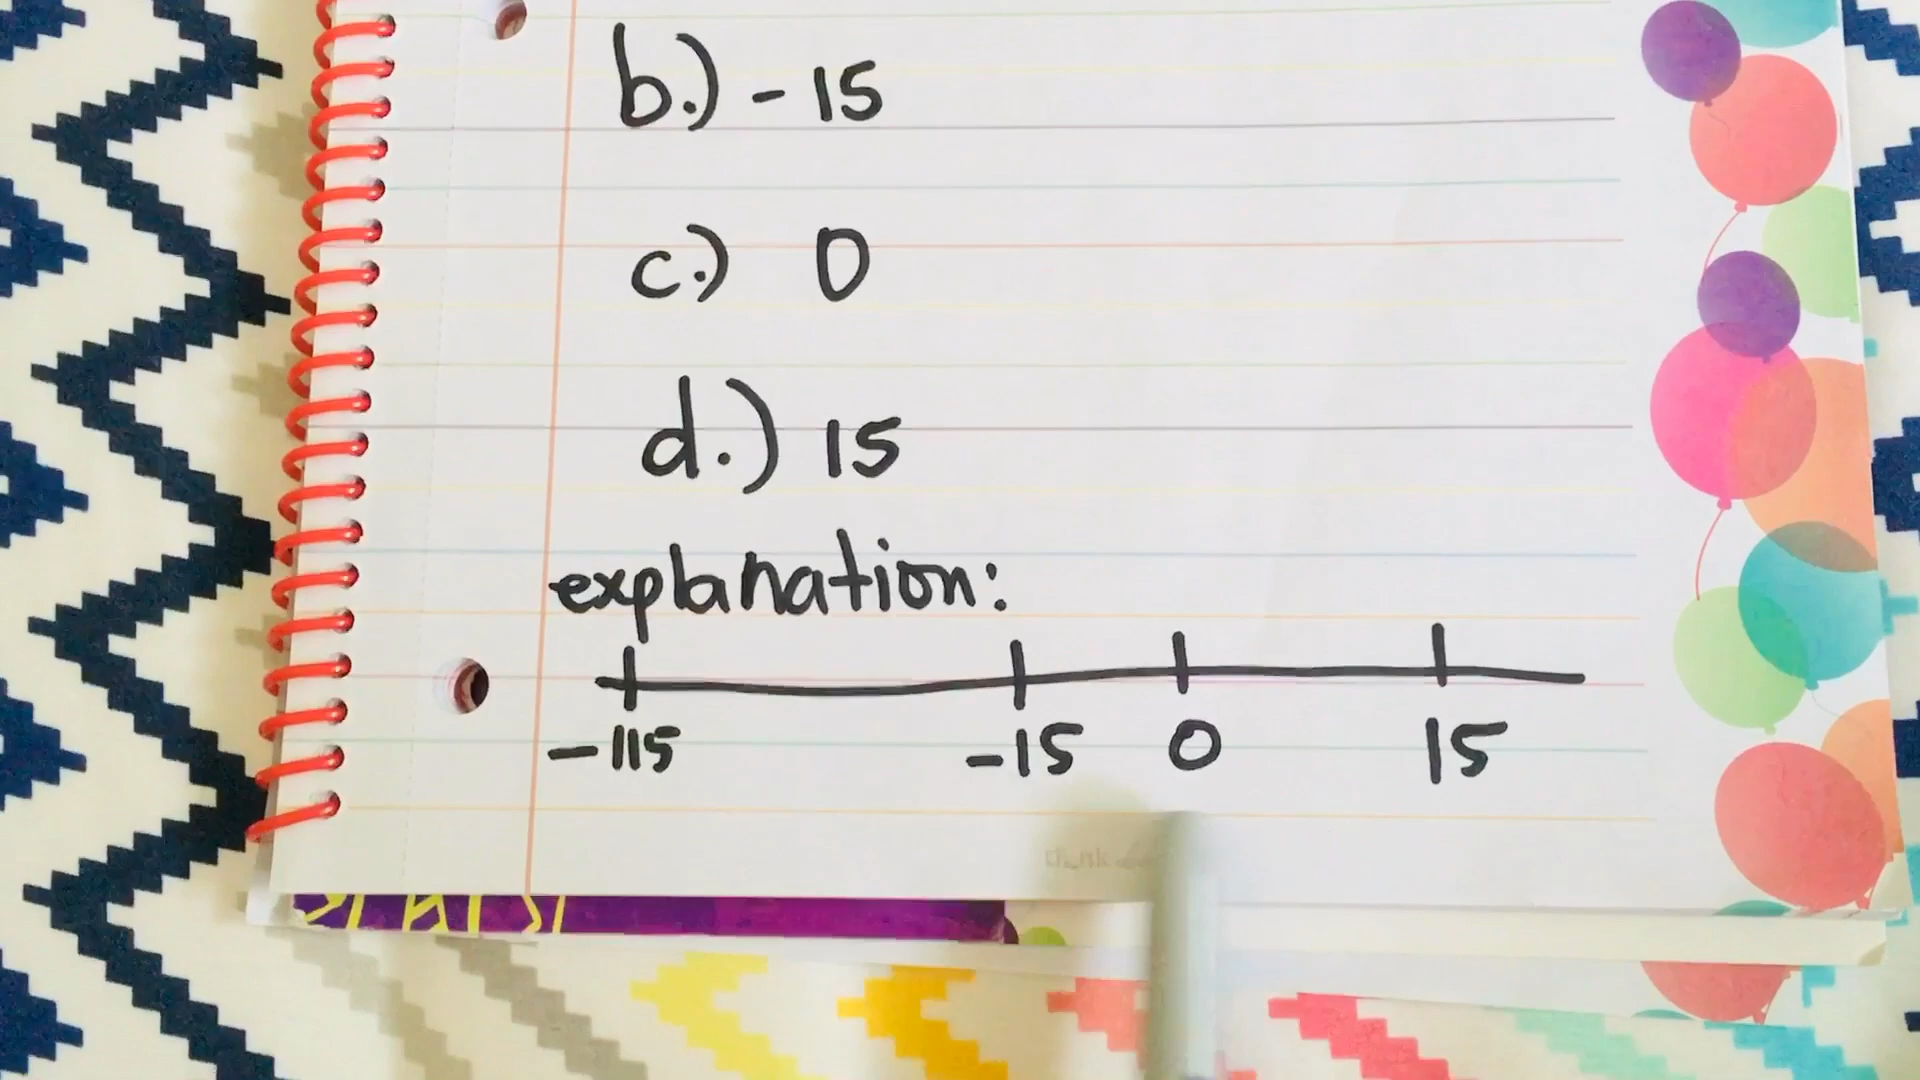 b.) - 15
c.) 0
d.) 15
explanation:
-115 -15 0 15